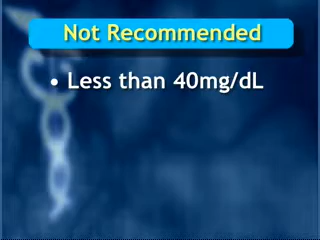 Not Recommended
• Less than 40mg/dL